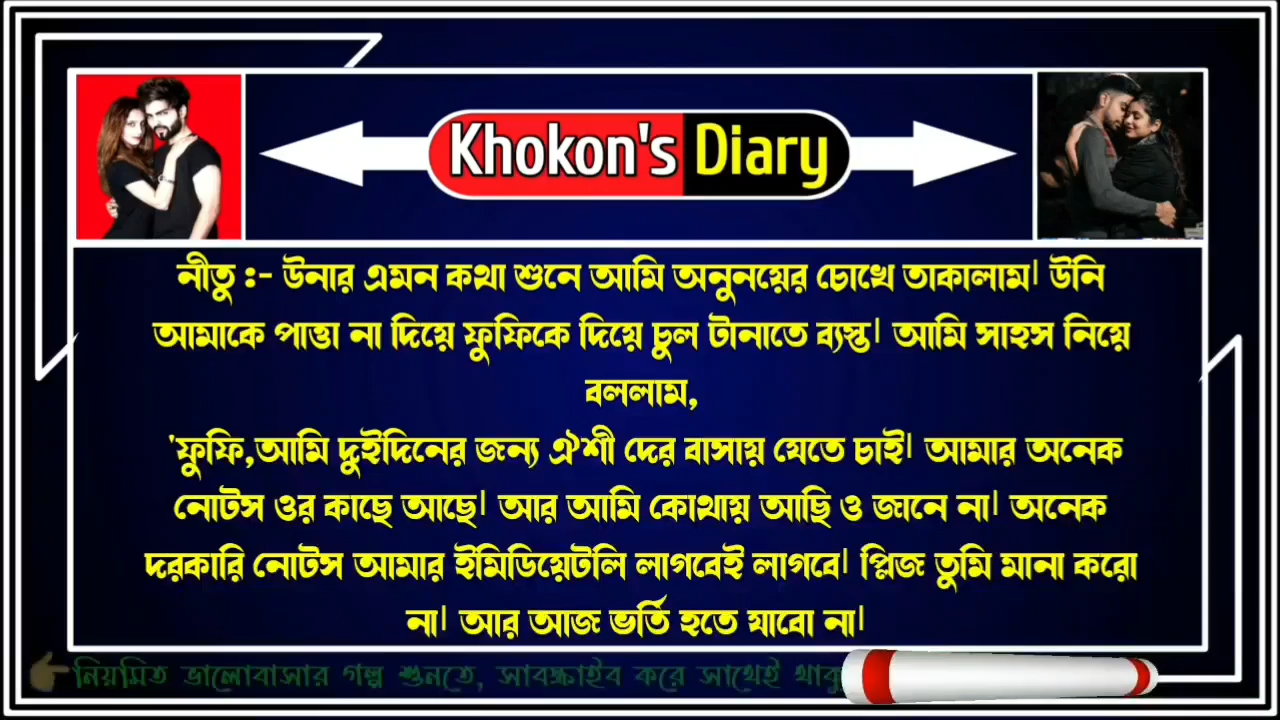 Khokon's Diary
নীতু :- উনার এমন কথা শুনে আমি অনুনয়ের চোখে তাকালাম। উনি
আমাকে পাত্তা না দিয়ে ফুফিকে দিয়ে চুল টানাতে ব্যস্ত। আমি সাহস নিয়ে
বললাম,
'ফুফি,আমি দুইদিনের জন্য ঐশী দের বাসায় যেতে চাই। আমার অনেক
নোটস ওর কাছে আছে। আর আমি কোথায় আছি ও জানে না। অনেক
দরকারি নোটস আমার ইমিডিয়েটলি লাগবেই লাগবে। প্লিজ তুমি মানা করো
না। আর আজ ভর্তি হতে যাবো না।
নিয়মিত ভালোবাসার গল্প শুনতে, সাবস্ক্রাইব করে সাথেই